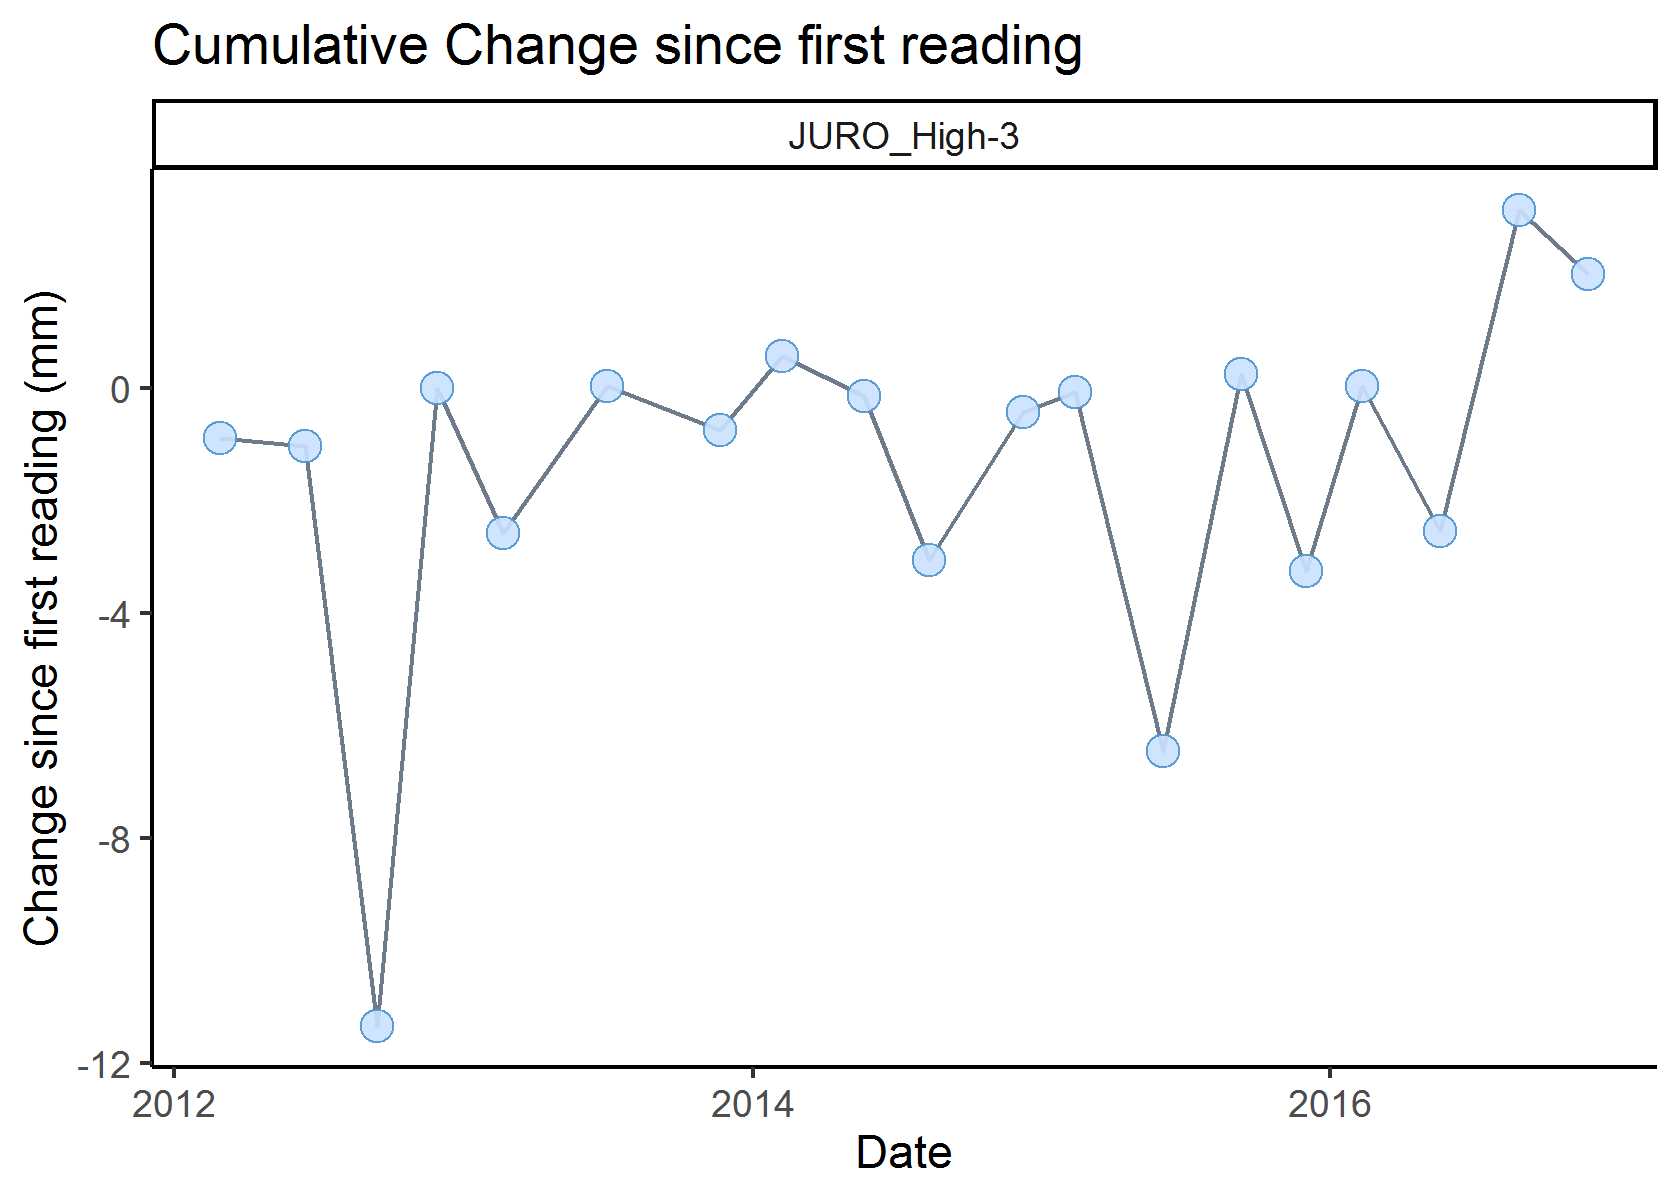 Cumulative Change since first reading
JURO_High-3
Change since first reading (mm)
0
-4
-8
-12
2012
2014
2016
Date